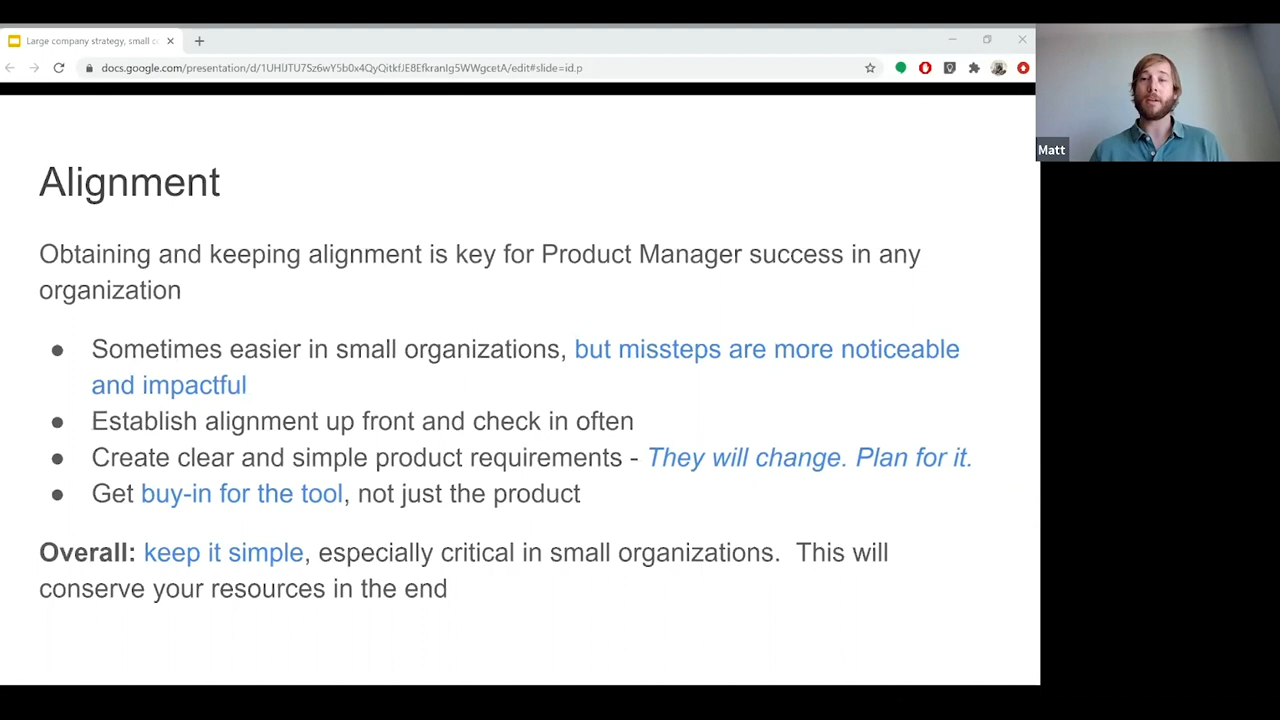 Large company strategy, small c
docs.google.com/presentation/d/1UHlJTU7Sz6wY5b0x4QyQitkfJE8EfkranIg5WWgcetA/edit#slide=id.p
Matt
Alignment
Obtaining and keeping alignment is key for Product Manager success in any
organization
● Sometimes easier in small organizations, but missteps are more noticeable
and impactful
● Establish alignment up front and check in often
● Create clear and simple product requirements - They will change. Plan for it.
● Get buy-in for the tool, not just the product
Overall: keep it simple, especially critical in small organizations. This will
conserve your resources in the end